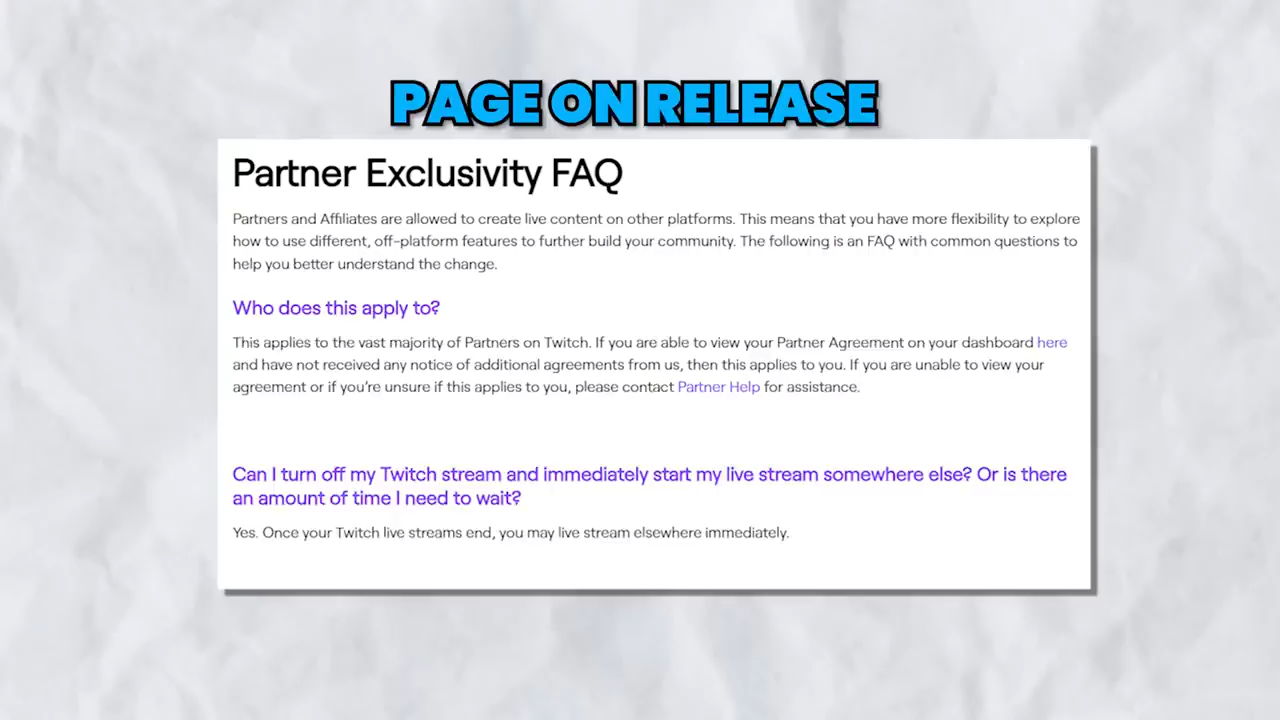 PAGE ON RELEASE
Partner Exclusivity FAQ
Partners and Affiliates are allowed to create live content on other platforms. This means that you have more flexibility to explore
how to use different, off-platform features to further build your community. The following is an FAQ with common questions to
help you better understand the change.
Who does this apply to?
This applies to the vast majority of Partners on Twitch. If you are able to view your Partner Agreement on your dashboard here
and have not received any notice of additional agreements from us, then this applies to you. If you are unable to view your
agreement or if you're unsure if this applies to you, please contact Partner Help for assistance.
Can I turn off my Twitch stream and immediately start my live stream somewhere else? Or is there
an amount of time I need to wait?
Yes. Once your Twitch live streams end, you may live stream elsewhere immediately.